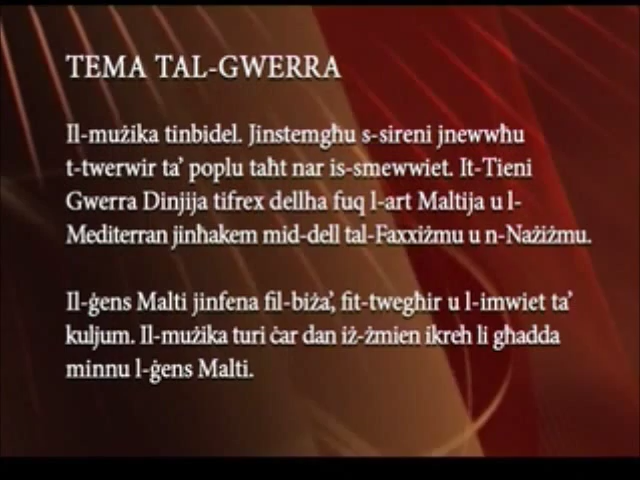 TEMA TAL-GWERRA
Il-mużika tinbidel. Jinstemgħu s-sireni jnewwħu
t-twerwir ta' poplu taħt nar is-smewwiet. It-Tieni
Gwerra Dinjija tifrex dellha fuq l-art Maltija u l-
Mediterran jinħakem mid-dell tal-Faxxiżmu u n-Nażiżmu.
Il-ġens Malti jinfena fil-biża', fit-twegħir u l-imwiet ta'
kuljum. Il-mużika turi ċar dan iż-żmien ikreh li għadda
minnu l-ġens Malti.